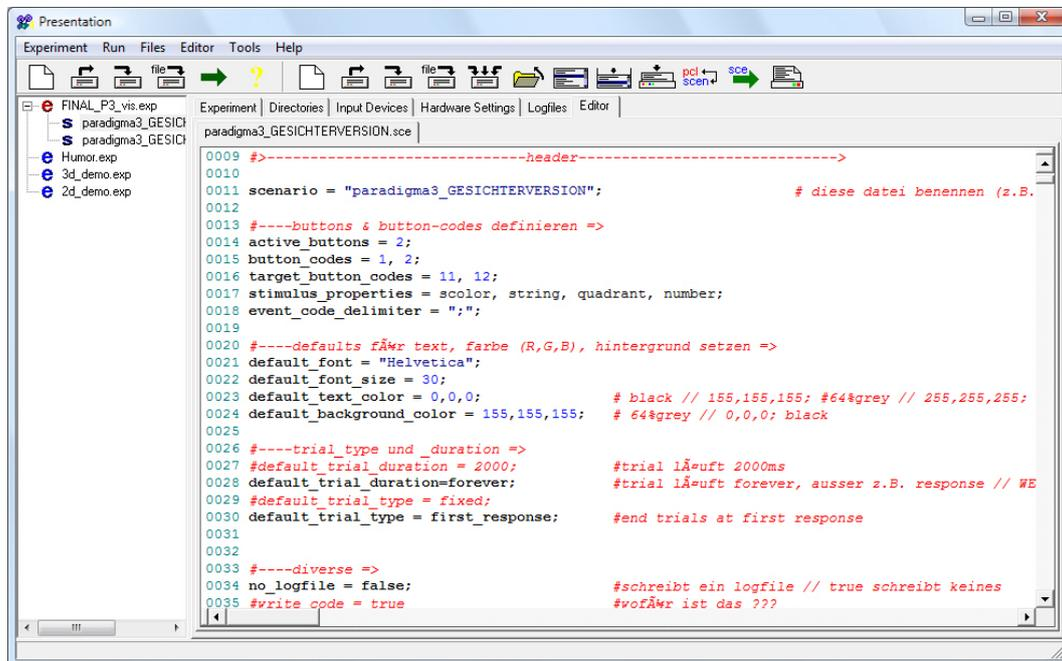 Presentation
Experiment Run Files Editor Tools Help
file file pcl scen sce
FINAL_P3_vis.exp
paradigma3_GESICH
paradigma3_GESICH
Humor.exp
3d_demo.exp
2d_demo.exp
Experiment Directories Input Devices Hardware Settings Logfiles Editor
paradigma3_GESICHTERVERSION.sce
0009 #>------------------------------header------------------------------>
0010
0011 scenario = "paradigma3_GESICHTERVERSION"; # diese datei benennen (z.B.
0012
0013 #----buttons & button-codes definieren =>
0014 active_buttons = 2;
0015 button_codes = 1, 2;
0016 target_button_codes = 11, 12;
0017 stimulus_properties = scolor, string, quadrant, number;
0018 event_code_delimiter = ";";
0019
0020 #----defaults fÃ¼r text, farbe (R,G,B), hintergrund setzen =>
0021 default_font = "Helvetica";
0022 default_font_size = 30;
0023 default_text_color = 0,0,0; # black // 155,155,155; #64%grey // 255,255,255;
0024 default_background_color = 155,155,155; # 64%grey // 0,0,0; black
0025
0026 #----trial_type und _duration =>
0027 #default_trial_duration = 2000; #trial lÃ¤uft 2000ms
0028 default_trial_duration=forever; #trial lÃ¤uft forever, ausser z.B. response // WE
0029 #default_trial_type = fixed;
0030 default_trial_type = first_response; #end trials at first response
0031
0032
0033 #----diverse =>
0034 no_logfile = false; #schreibt ein logfile // true schreibt keines
0035 #write_code = true #wofÃ¼r ist das ???